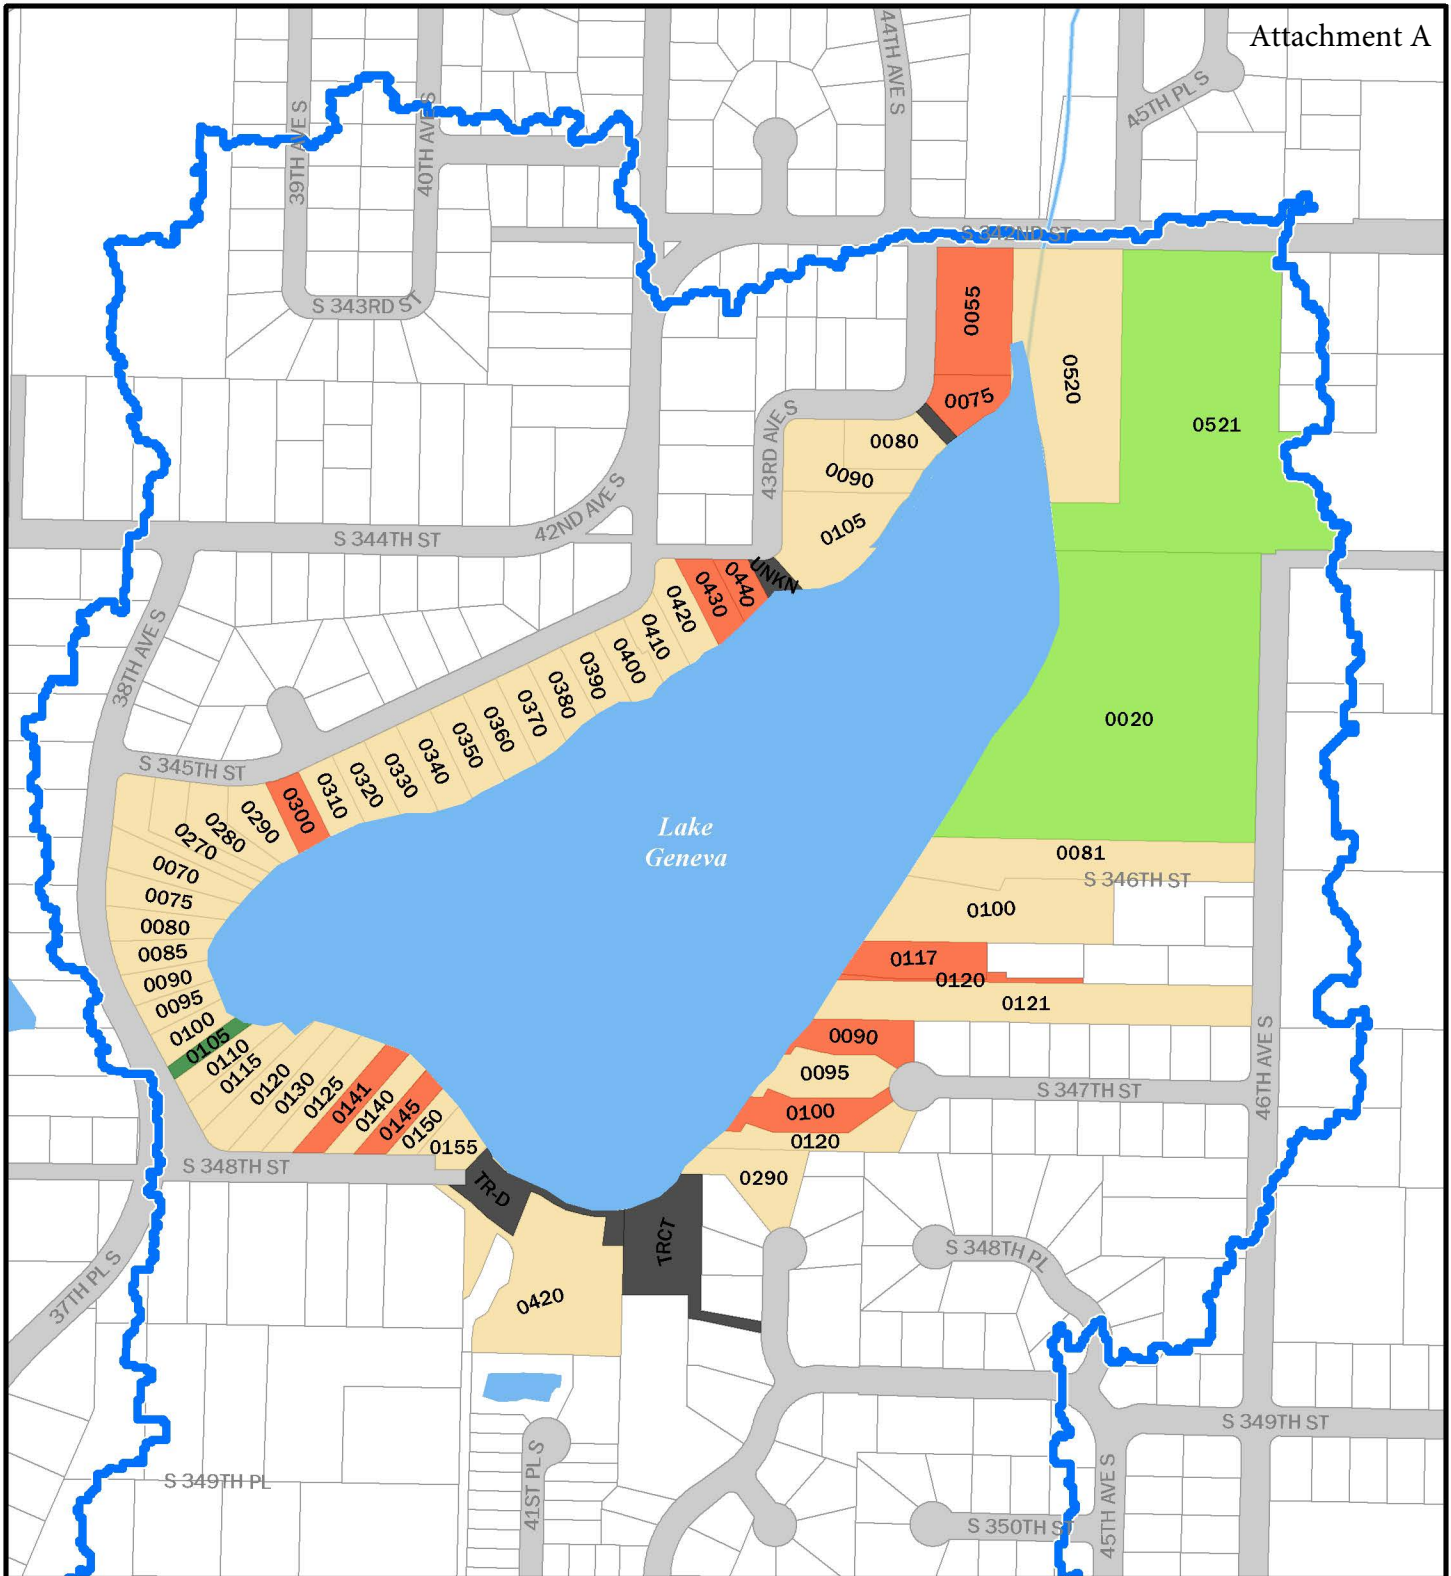 Attachment A
44TH AVE S
45TH PL S
39TH AVE S
40TH AVE S
S 342ND ST
S 343RD ST
0055
0075
0520
0521
43RD AVE S
0080
0090
0105
42ND AVE S
S 344TH ST
UNKN
0440
0430
0420
0410
0400
0390
0380
0370
0360
0350
0340
0330
0320
0310
0300
0290
0280
0270
38TH AVE S
S 345TH ST
0020
Lake
Geneva
0070
0075
0080
0085
0090
0095
0100
0105
0110
0115
0120
0130
0125
0141
0140
0145
0150
0155
0081
S 346TH ST
0100
0117
0120
0121
0090
0095
0100
0120
0290
S 347TH ST
46TH AVE S
S 348TH ST
TR-D
TRCT
0420
S 348TH PL
37TH PL S
S 349TH ST
S 349TH PL
41ST PL S
S 350TH ST
45TH AVE S